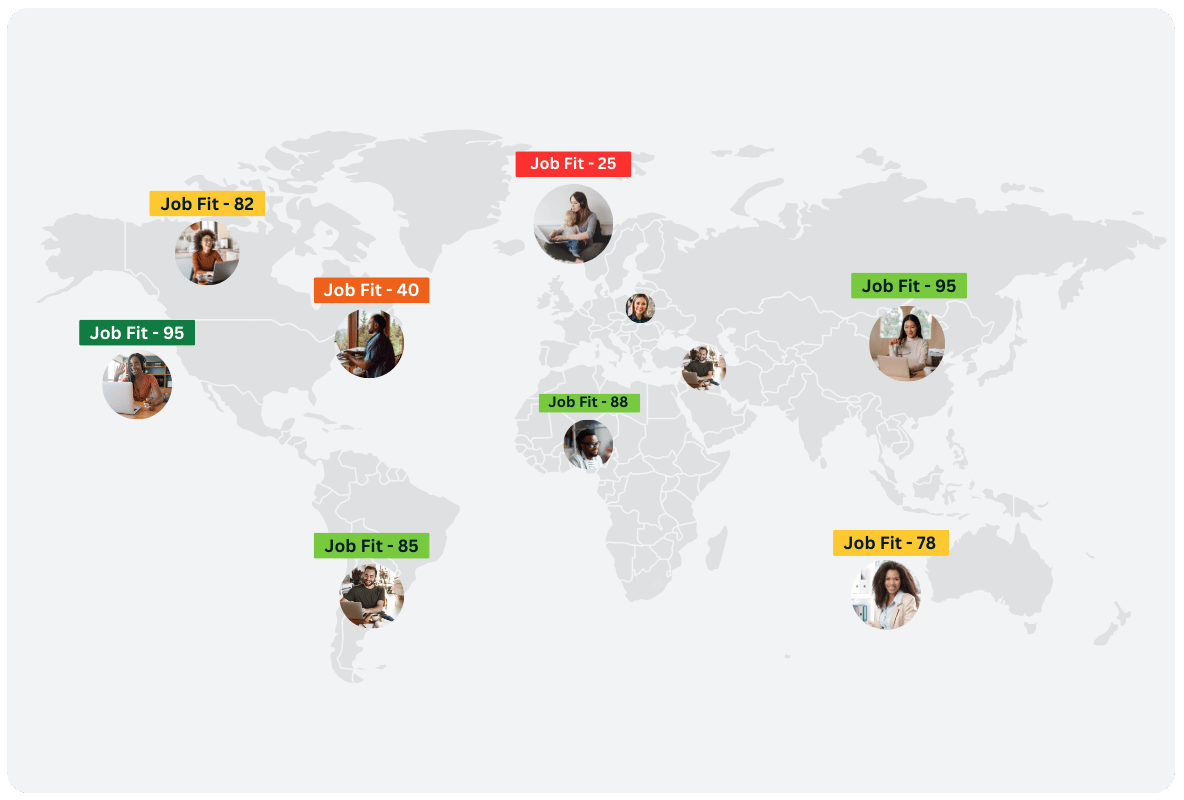 Job Fit - 25
Job Fit - 82
Job Fit - 40
Job Fit - 95
Job Fit - 95
Job Fit - 88
Job Fit - 85
Job Fit - 78